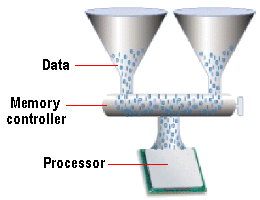 Data
Memory
controller
Processor